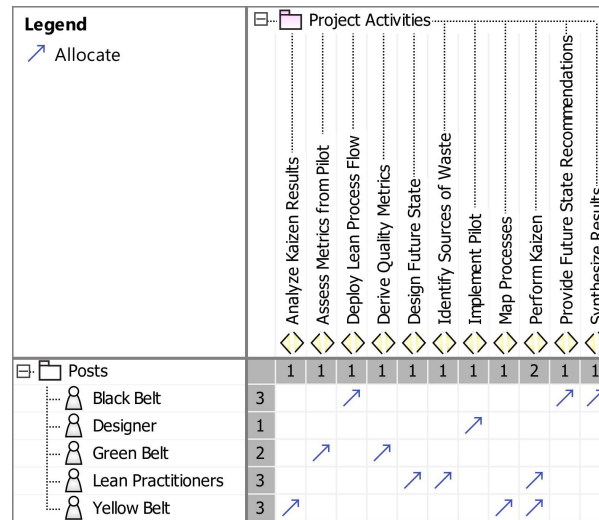 Legend
Allocate
Project Activities
Analyze Kaizen Results
Assess Metrics from Pilot
Deploy Lean Process Flow
Derive Quality Metrics
Design Future State
Identify Sources of Waste
Implement Pilot
Map Processes
Perform Kaizen
Provide Future State Recommendations
Synthesize Results
Posts 1 1 1 1 1 1 1 1 2 1 1
Black Belt 3
Designer 1
Green Belt 2
Lean Practitioners 3
Yellow Belt 3